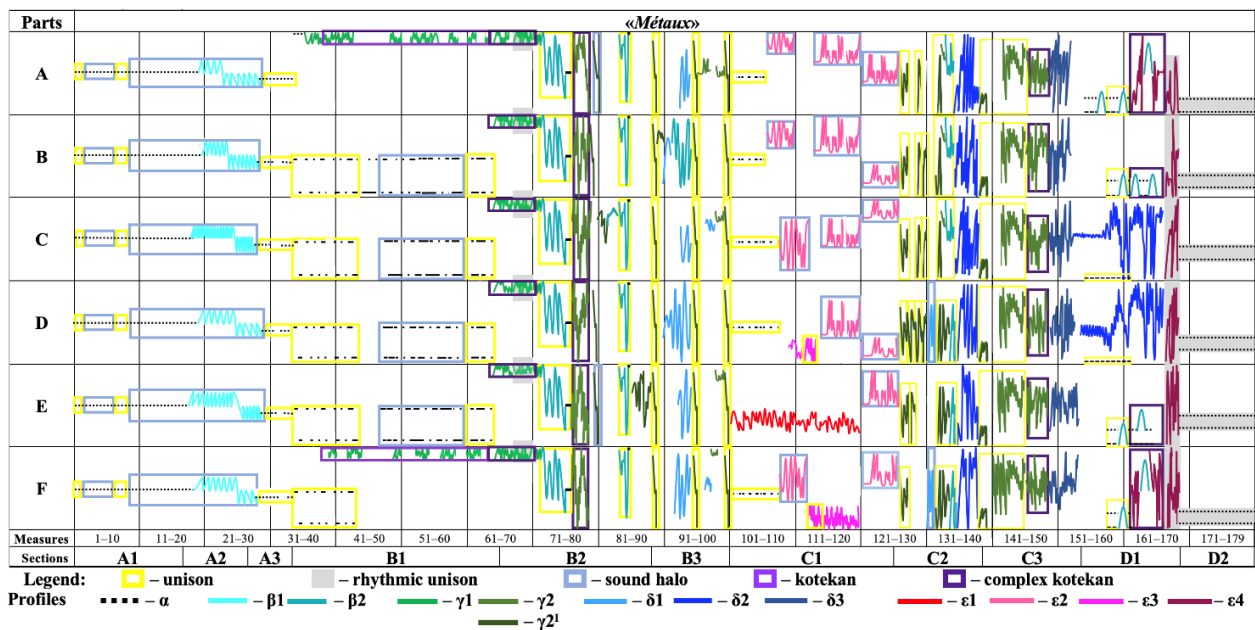 Parts «Métaux»
A
B
C
D
E
F
Measures 1–10 11–20 21–30 31–40 41–50 51–60 61–70 71–80 81–90 91–100 101–110 111–120 121–130 131–140 141–150 151–160 161–170 171–179
Sections A1 A2 A3 B1 B2 B3 C1 C2 C3 D1 D2
Legend: – unison – rhythmic unison – sound halo – kotekan – complex kotekan
Profiles – α – β1 – β2 – γ1 – γ2 – δ1 – δ2 – δ3 – ε1 – ε2 – ε3 – ε4
– γ2¹